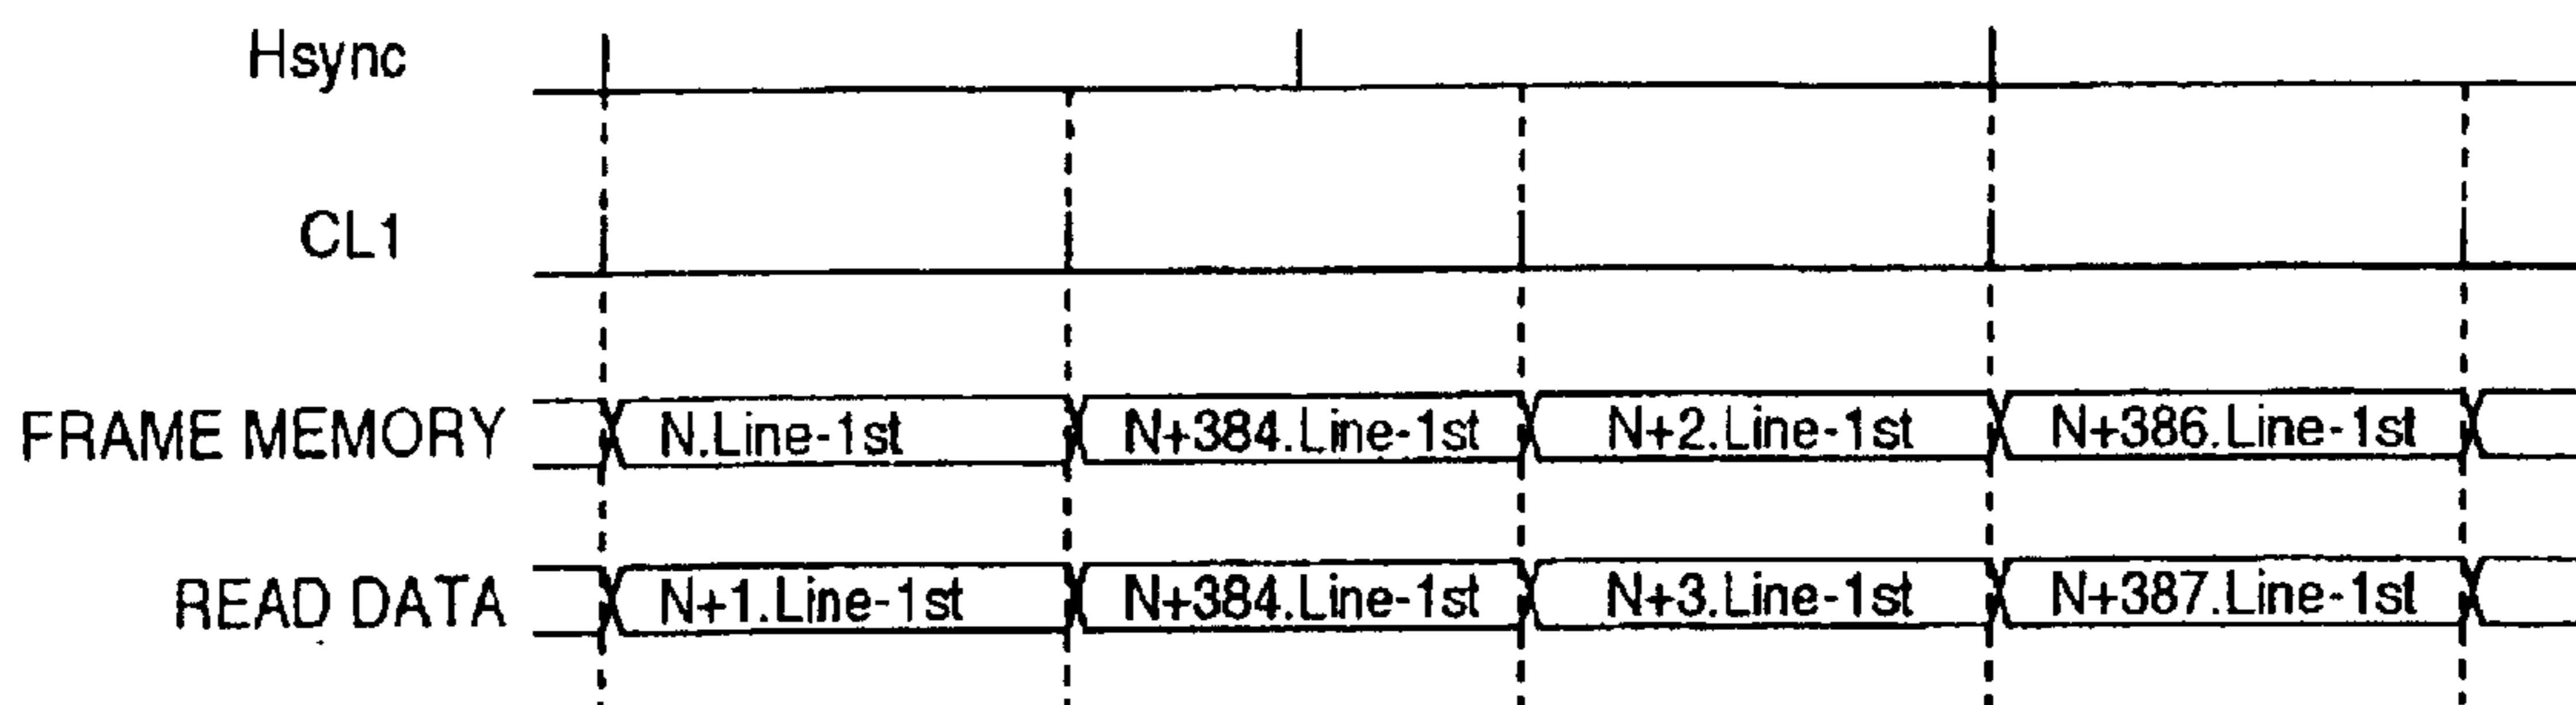 Hsync
CL1
FRAME MEMORY N.Line-1st N+384.Line-1st N+2.Line-1st N+386.Line-1st
READ DATA N+1.Line-1st N+384.Line-1st N+3.Line-1st N+387.Line-1st